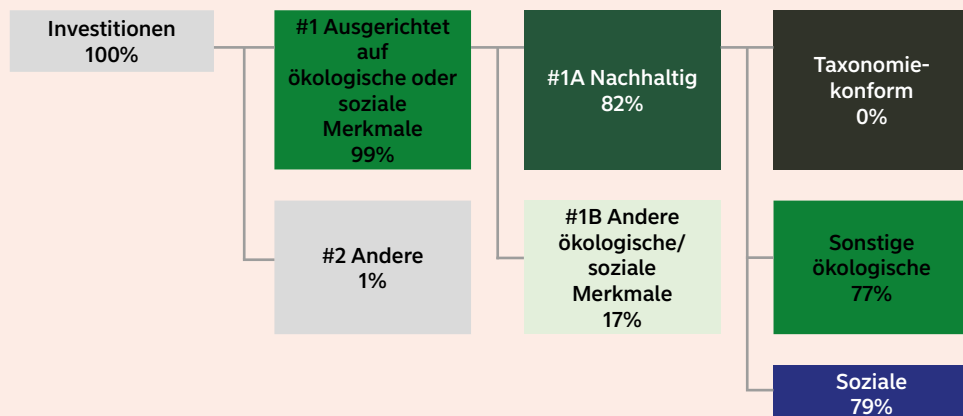 Investitionen
100%
#1 Ausgerichtet
auf
ökologische oder
soziale
Merkmale
99%
#1A Nachhaltig
82%
Taxonomie-
konform
0%
#2 Andere
1%
#1B Andere
ökologische/
soziale
Merkmale
17%
Sonstige
ökologische
77%
Soziale
79%